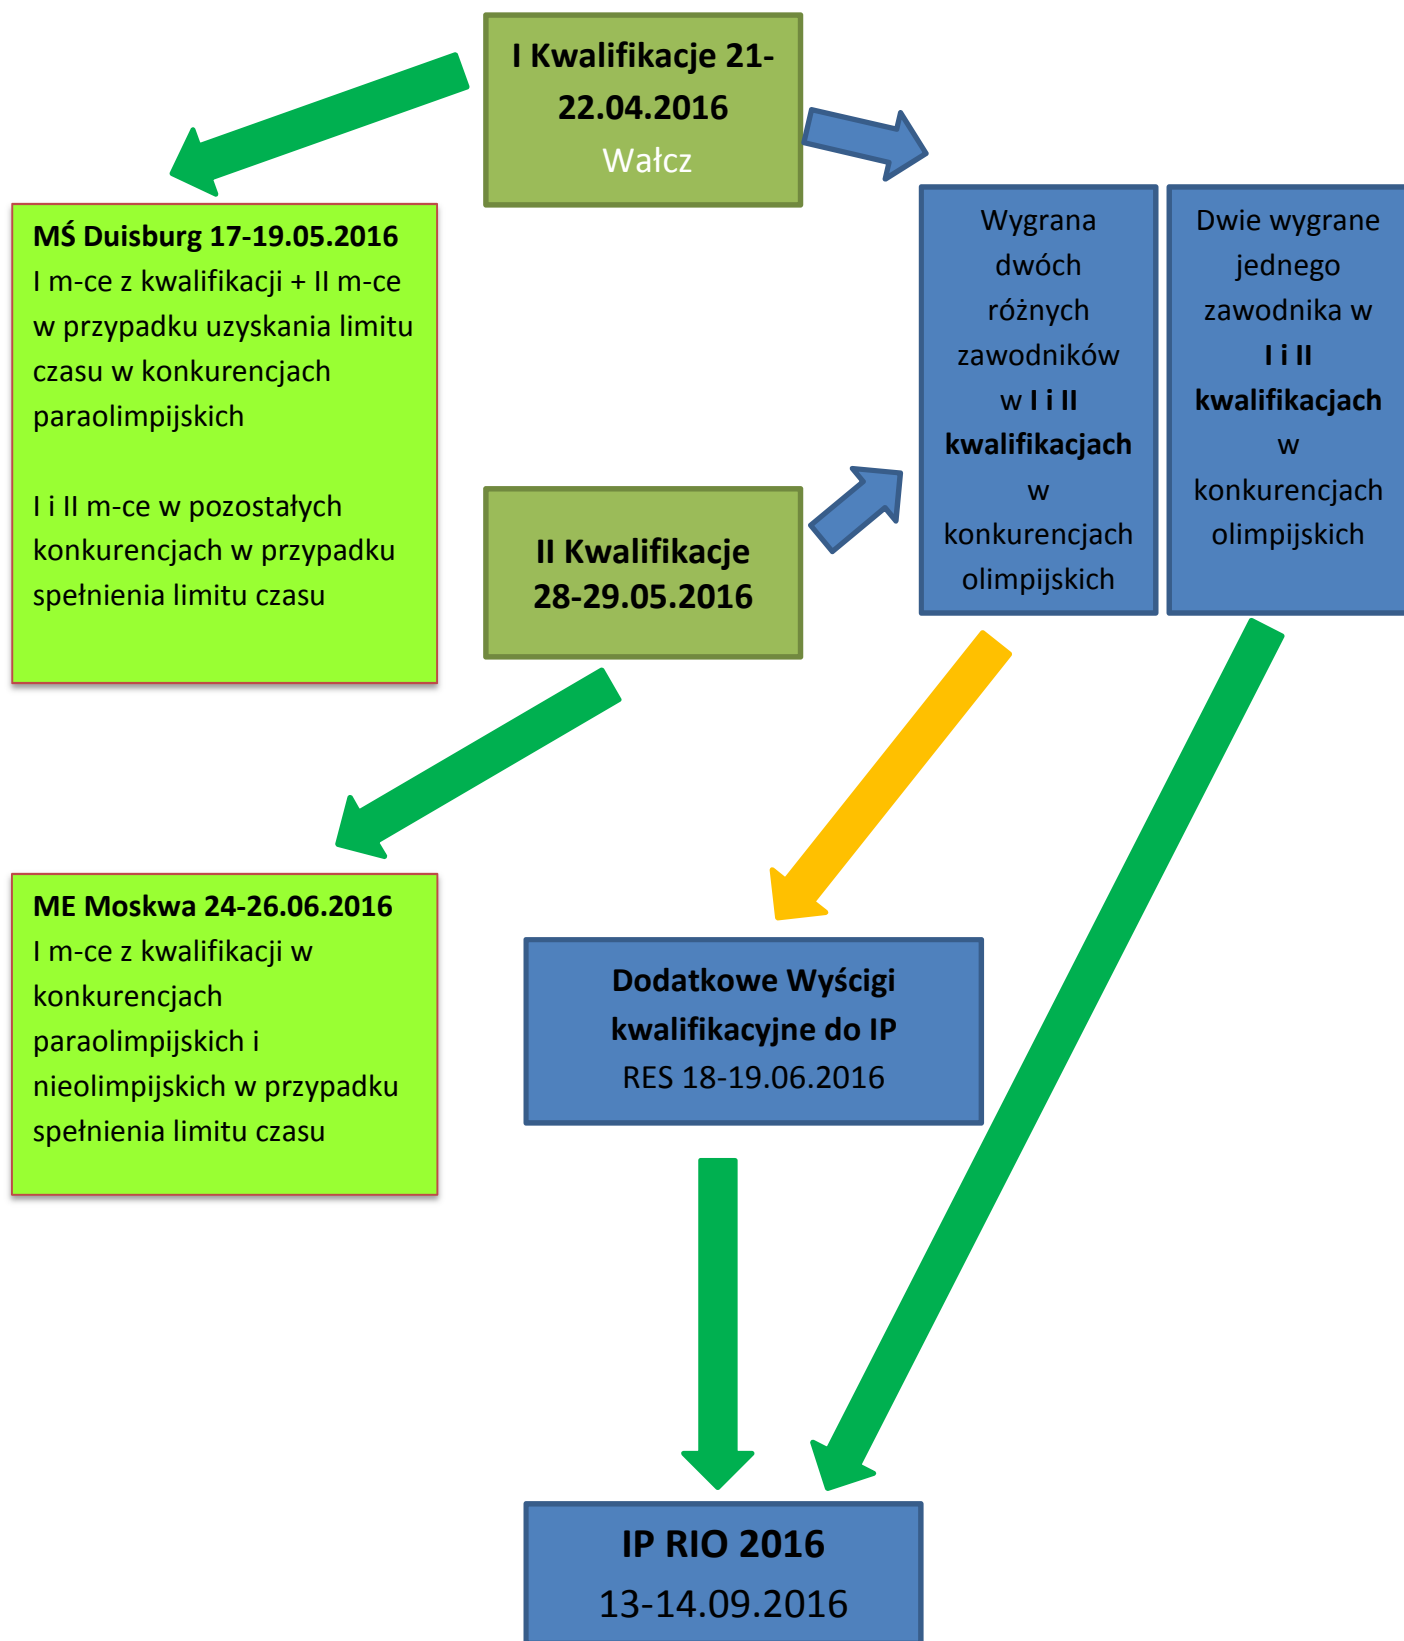 I Kwalifikacje 21-
22.04.2016
Wałcz
MŚ Duisburg 17-19.05.2016
I m-ce z kwalifikacji + II m-ce
w przypadku uzyskania limitu
czasu w konkurencjach
paraolimpijskich
I i II m-ce w pozostałych
konkurencjach w przypadku
spełnienia limitu czasu
Wygrana
dwóch
różnych
zawodników
w I i II
kwalifikacjach
w
konkurencjach
olimpijskich
Dwie wygrane
jednego
zawodnika w
I i II
kwalifikacjach
w
konkurencjach
olimpijskich
II Kwalifikacje
28-29.05.2016
ME Moskwa 24-26.06.2016
I m-ce z kwalifikacji w
konkurencjach
paraolimpijskich i
nieolimpijskich w przypadku
spełnienia limitu czasu
Dodatkowe Wyścigi
kwalifikacyjne do IP
RES 18-19.06.2016
IP RIO 2016
13-14.09.2016